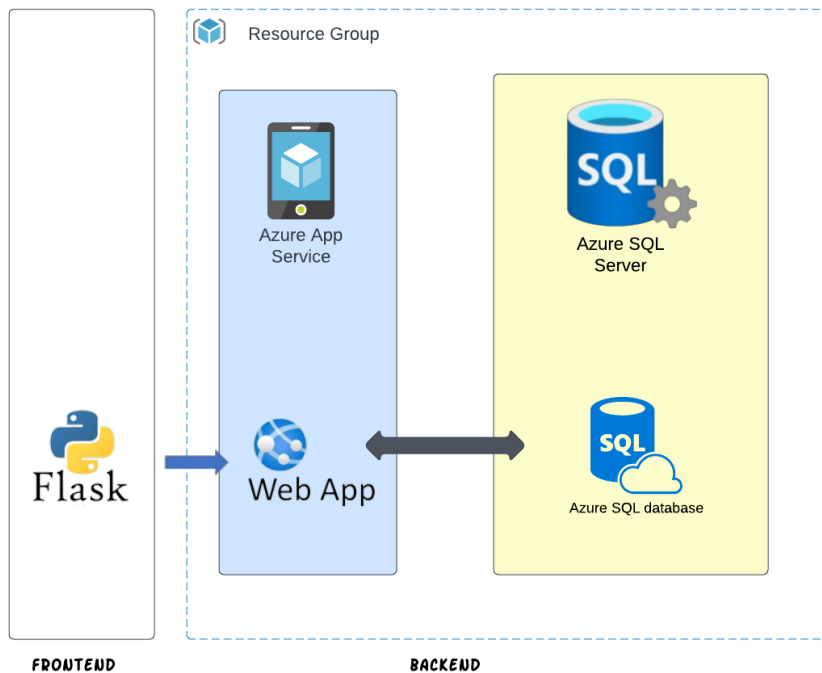 Resource Group
Azure App
Service
SQL
Azure SQL
Server
Flask
Web App
SQL
Azure SQL database
FRONTEND
BACKEND